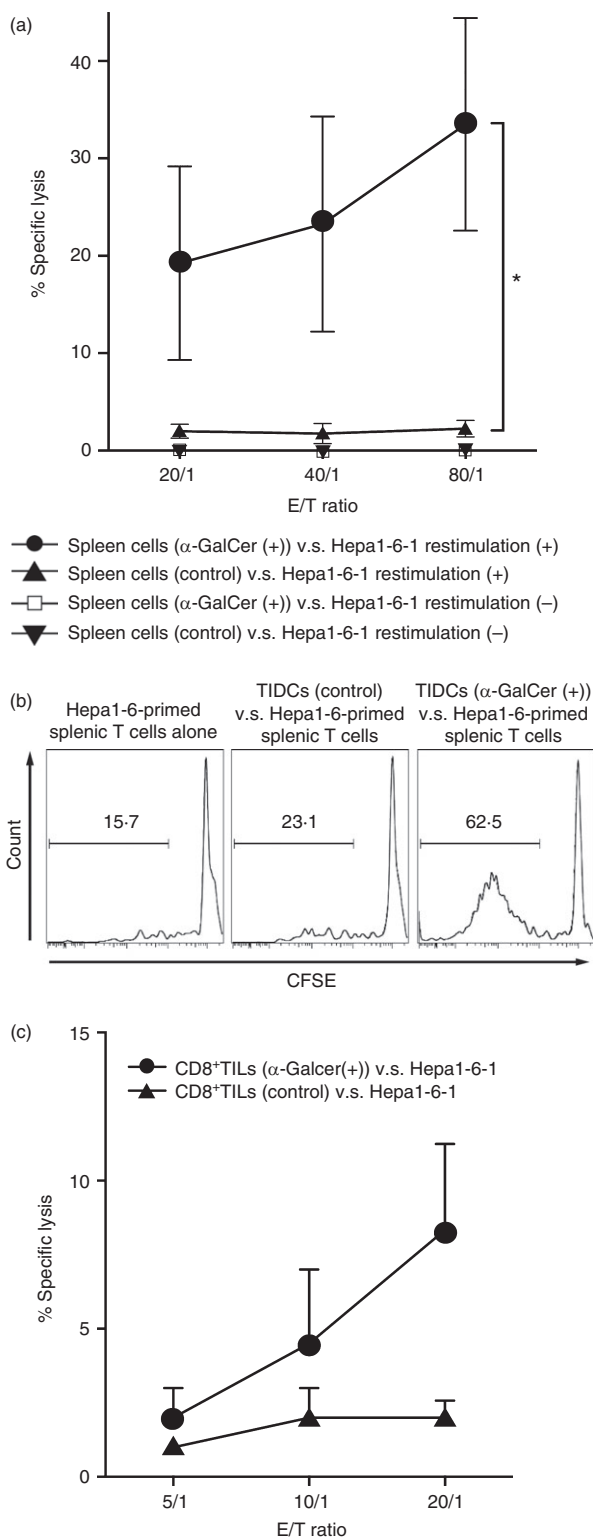 (a)
40
30
20
10
0
% Specific lysis
*
20/1 40/1 80/1
E/T ratio
Spleen cells (α-GalCer (+)) v.s. Hepa1-6-1 restimulation (+)
Spleen cells (control) v.s. Hepa1-6-1 restimulation (+)
Spleen cells (α-GalCer (+)) v.s. Hepa1-6-1 restimulation (–)
Spleen cells (control) v.s. Hepa1-6-1 restimulation (–)
(b)
Hepa1-6-primed
splenic T cells alone
TIDCs (control)
v.s. Hepa1-6-primed
splenic T cells
TIDCs (α-GalCer (+))
v.s. Hepa1-6-primed
splenic T cells
15·7
23·1
62·5
Count
CFSE
(c)
15
10
5
0
% Specific lysis
CD8+TILs (α-Galcer(+)) v.s. Hepa1-6-1
CD8+TILs (control) v.s. Hepa1-6-1
5/1 10/1 20/1
E/T ratio